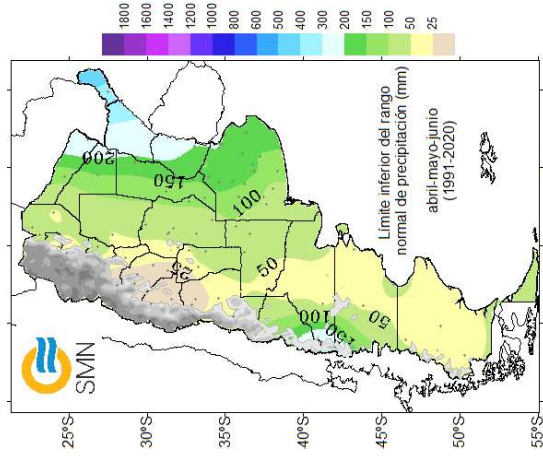 SMN
Límite inferior del rango
normal de precipitación (mm)
abril-mayo-junio
(1991-2020)
1800
1600
1400
1200
1000
800
600
500
400
300
200
150
100
50
25
25°S
30°S
35°S
40°S
45°S
50°S
55°S
200
150
100
25
50
100
150
50